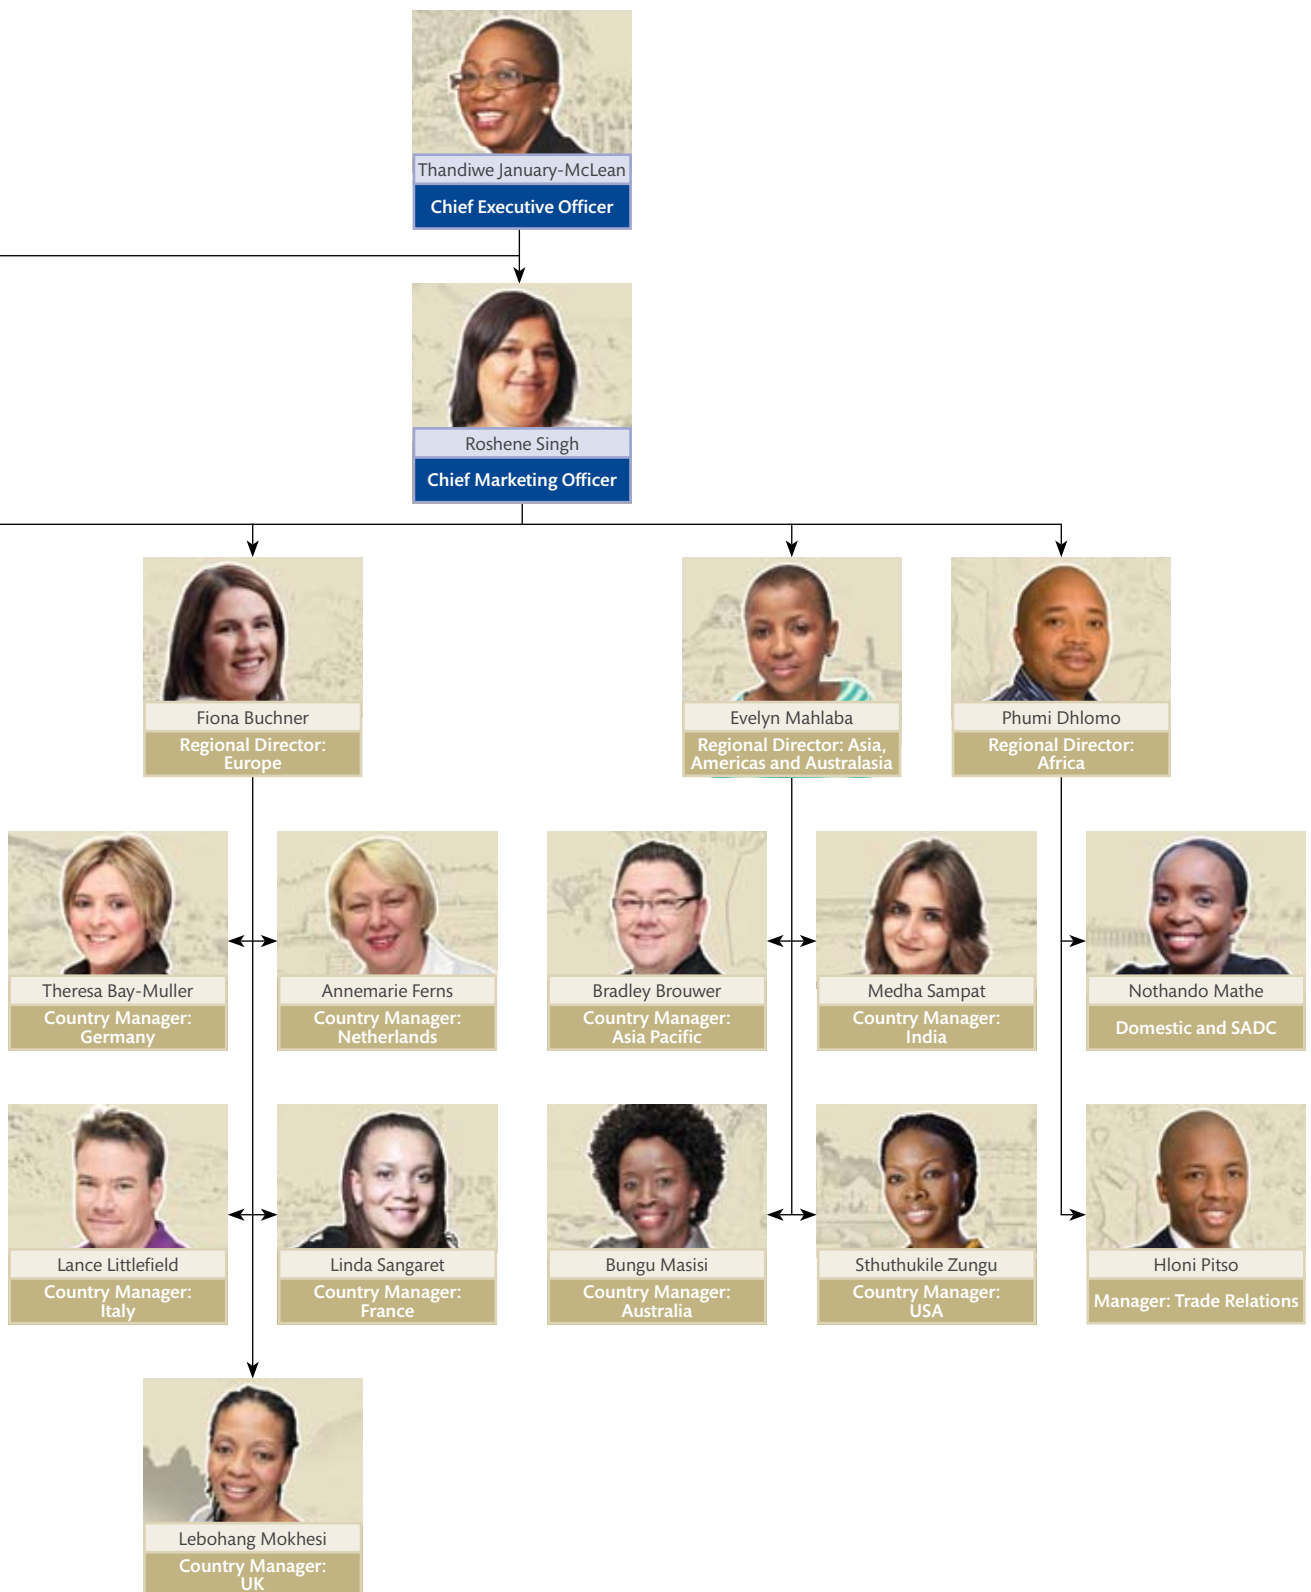 Thandiwe January-McLean
Chief Executive Officer
Roshene Singh
Chief Marketing Officer
Fiona Buchner
Regional Director:
Europe
Evelyn Mahlaba
Regional Director: Asia,
Americas and Australasia
Phumi Dhlomo
Regional Director:
Africa
Theresa Bay-Muller
Country Manager:
Germany
Annemarie Ferns
Country Manager:
Netherlands
Bradley Brouwer
Country Manager:
Asia Pacific
Medha Sampat
Country Manager:
India
Nothando Mathe
Domestic and SADC
Lance Littlefield
Country Manager:
Italy
Linda Sangaret
Country Manager:
France
Bungu Masisi
Country Manager:
Australia
Sthuthukile Zungu
Country Manager:
USA
Hloni Pitso
Manager: Trade Relations
Lebohang Mokhesi
Country Manager:
UK